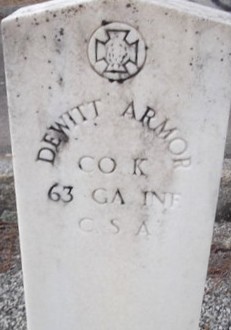 DEWITT ARMOR
CO K
63 GA INF
C S A